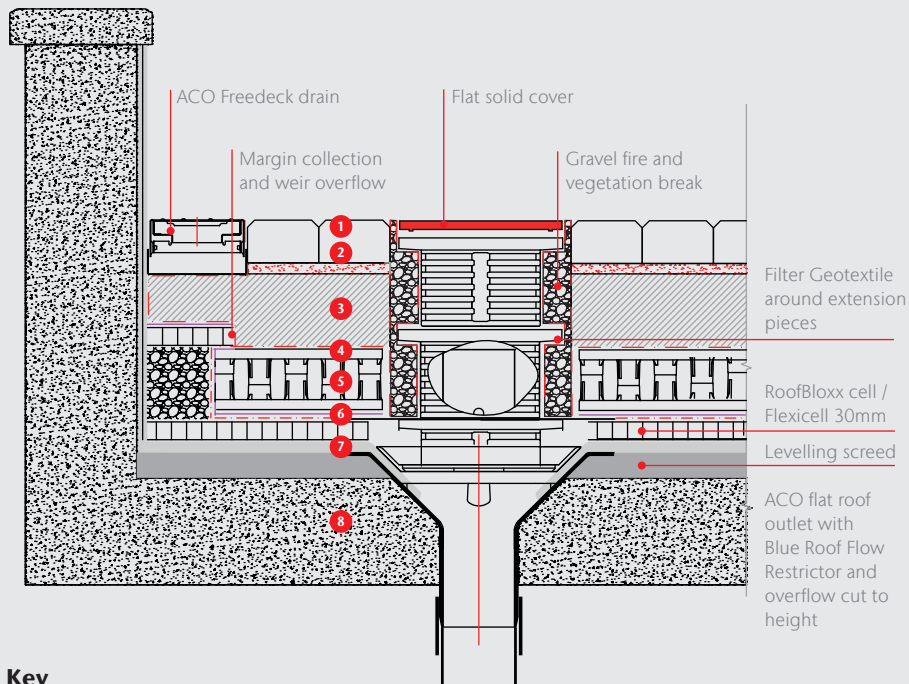 ACO Freedeck drain
Flat solid cover
Margin collection
and weir overflow
Gravel fire and
vegetation break
1
2
Filter Geotextile
around extension
pieces
3
4
5
RoofBloxx cell /
Flexicell 30mm
6
7
Levelling screed
ACO flat roof
outlet with
Blue Roof Flow
Restrictor and
overflow cut to
height
8
Key